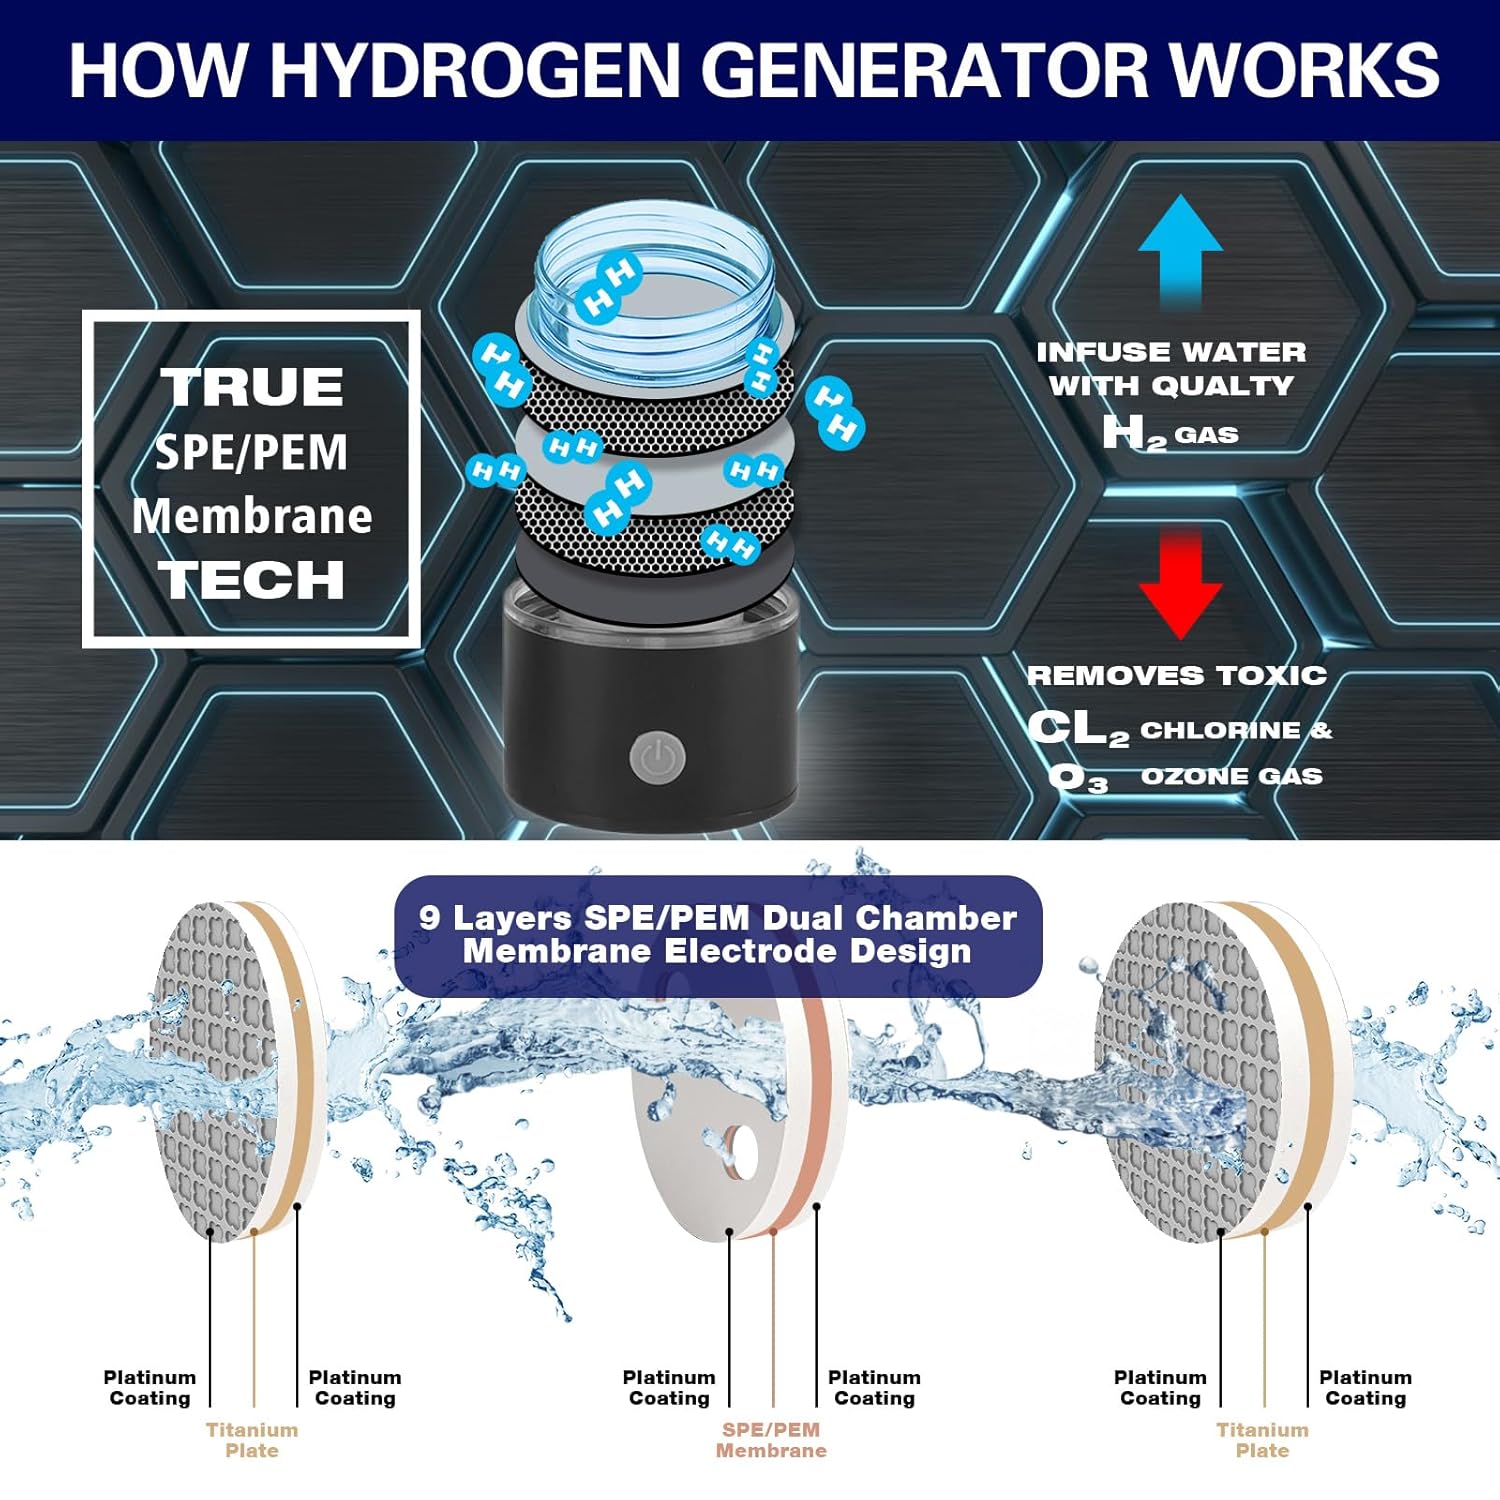 HOW HYDROGEN GENERATOR WORKS
TRUE
SPE/PEM
Membrane
TECH
H H
H
H
H
H
H
H
H H
H H
H H
H H
H H
INFUSE WATER
WITH QUALTY
H₂ GAS
REMOVES TOXIC
CL₂ CHLORINE &
O₃ OZONE GAS
9 Layers SPE/PEM Dual Chamber
Membrane Electrode Design
Platinum
Coating
Titanium
Plate
Platinum
Coating
Platinum
Coating
SPE/PEM
Membrane
Platinum
Coating
Platinum
Coating
Titanium
Plate
Platinum
Coating